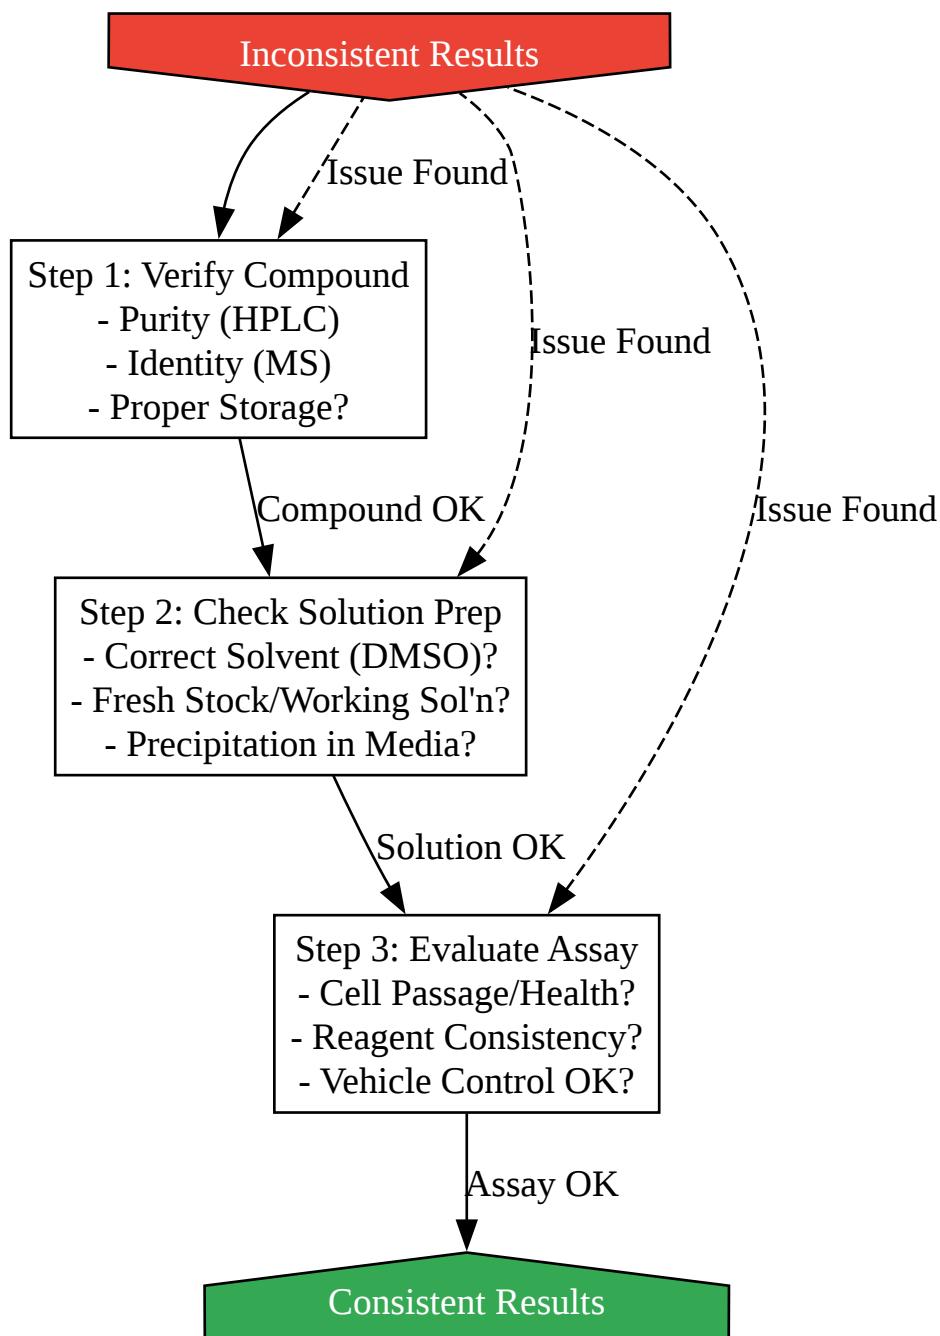 Inconsistent Results
Issue Found
Step 1: Verify Compound
- Purity (HPLC)
- Identity (MS)
- Proper Storage?
Issue Found
Compound OK
Issue Found
Step 2: Check Solution Prep
- Correct Solvent (DMSO)?
- Fresh Stock/Working Sol'n?
- Precipitation in Media?
Solution OK
Step 3: Evaluate Assay
- Cell Passage/Health?
- Reagent Consistency?
- Vehicle Control OK?
Assay OK
Consistent Results